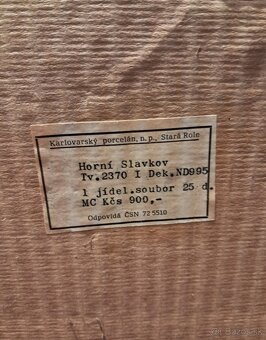 Karlovarský porcelán, n.p., Stará Role
Horní Slavkov
Tv.2370 I Dek.ND995
1 jídel.soubor 25 d.
MC Kčs 900,-
Odpovídá ČSN 72 5510